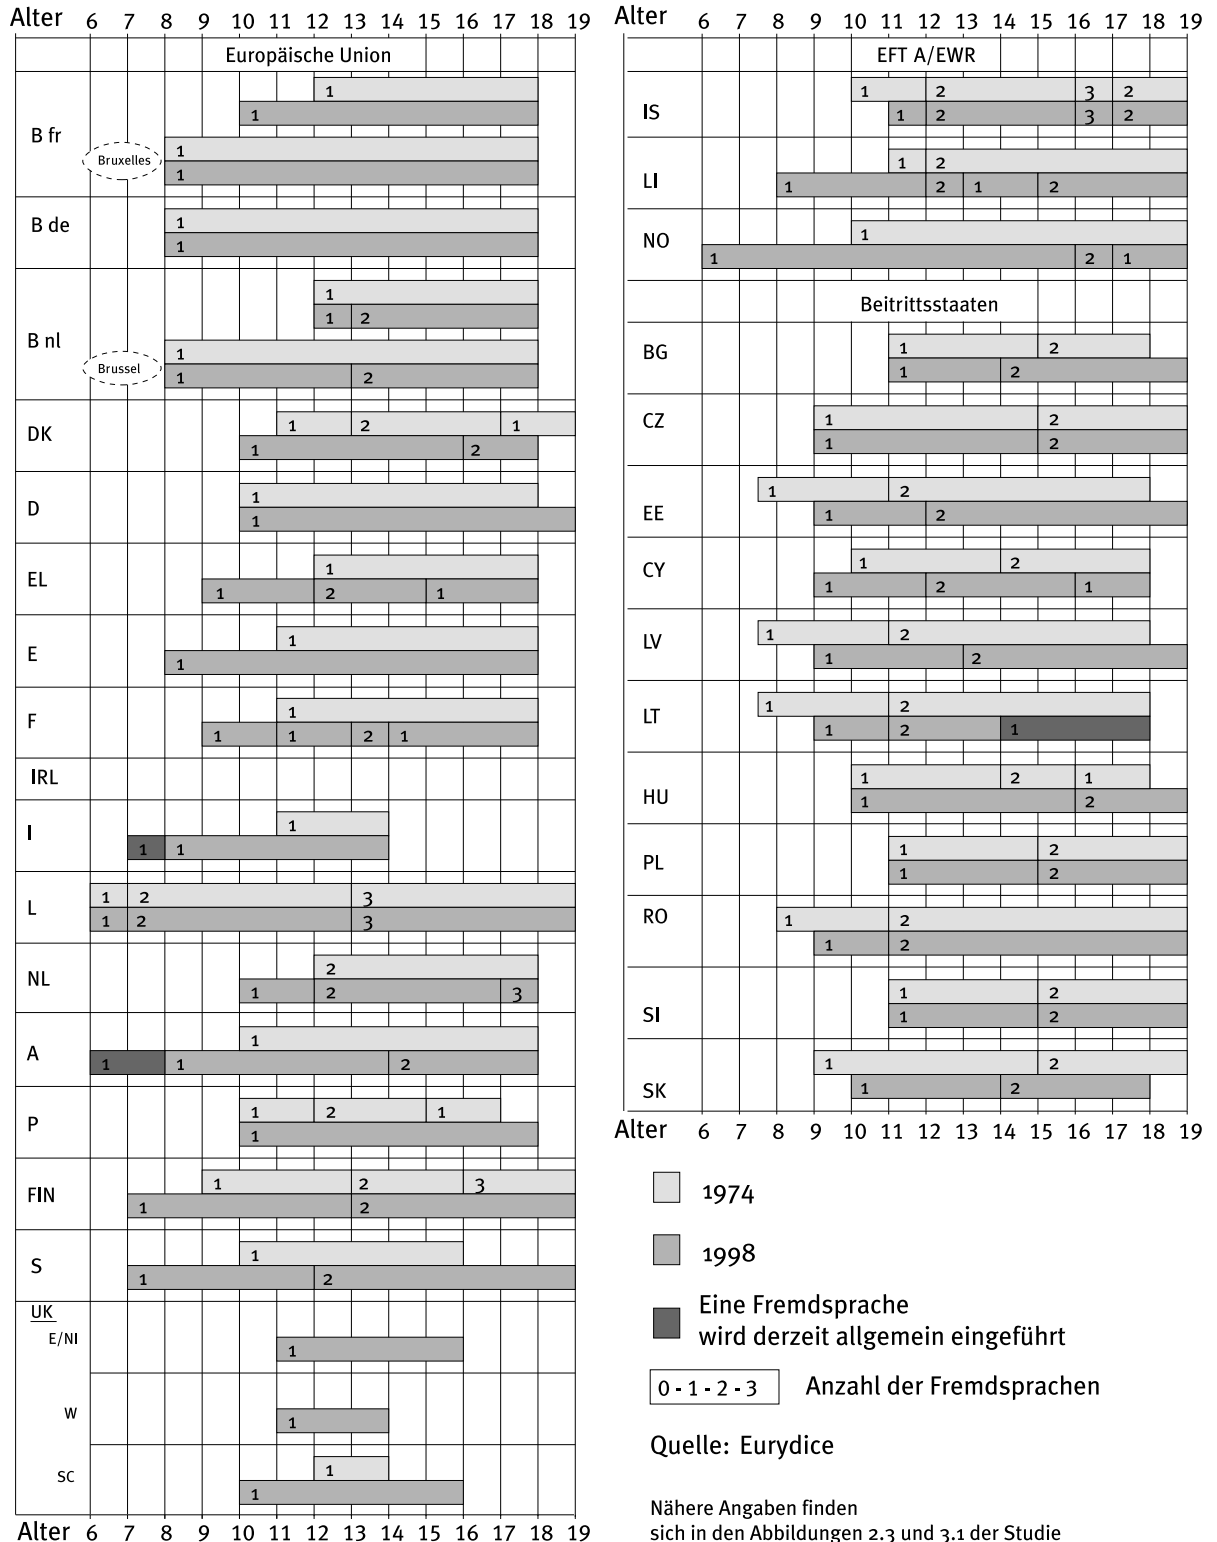 Alter 6 7 8 9 10 11 12 13 14 15 16 17 18 19
Europäische Union
B fr
1
1
Bruxelles
1
1
B de
1
1
B nl
1
1 2
Brussel
1
1 2
DK
1 2 1
1 2
D
1
1
EL
1
1 2 1
E
1
1
F
1
1 1 2 1
IRL
I
1
1 1
L
1 2 3
1 2 3
NL
2
1 2 3
A
1
1 1 2
P
1 2 1
1
FIN
1 2 3
1 2
S
1
1 2
UK
E/NI
1
W
1
SC
1
1
Alter 6 7 8 9 10 11 12 13 14 15 16 17 18 19
Alter 6 7 8 9 10 11 12 13 14 15 16 17 18 19
EFT A/EWR
IS
1 2 3 2
1 2 3 2
LI
1 2
1 2 1 2
NO
1
1 2 1
Beitrittsstaaten
BG
1 2
1 2
CZ
1 2
1 2
EE
1 2
1 2
CY
1 2
1 2 1
LV
1 2
1 2
LT
1 2
1 2 1
HU
1 2 1
1 2
PL
1 2
1 2
RO
1 2
1 2
SI
1 2
1 2
SK
1 2
1 2
Alter 6 7 8 9 10 11 12 13 14 15 16 17 18 19
1974
1998
Eine Fremdsprache
wird derzeit allgemein eingeführt
0 - 1 - 2 - 3 Anzahl der Fremdsprachen
Quelle: Eurydice
Nähere Angaben finden
sich in den Abbildungen 2.3 und 3.1 der Studie